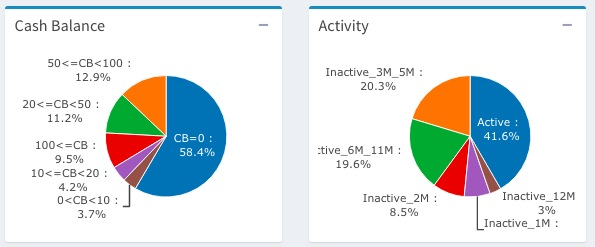 Cash Balance
50<=CB<100 :
12.9%
20<=CB<50 :
11.2%
100<=CB :
9.5%
10<=CB<20 :
4.2%
0<CB<10 :
3.7%
CB=0 :
58.4%
Activity
Inactive_3M_5M :
20.3%
ctive_6M_11M :
19.6%
Inactive_2M :
8.5%
Active :
41.6%
Inactive_12M
3%
Inactive_1M :